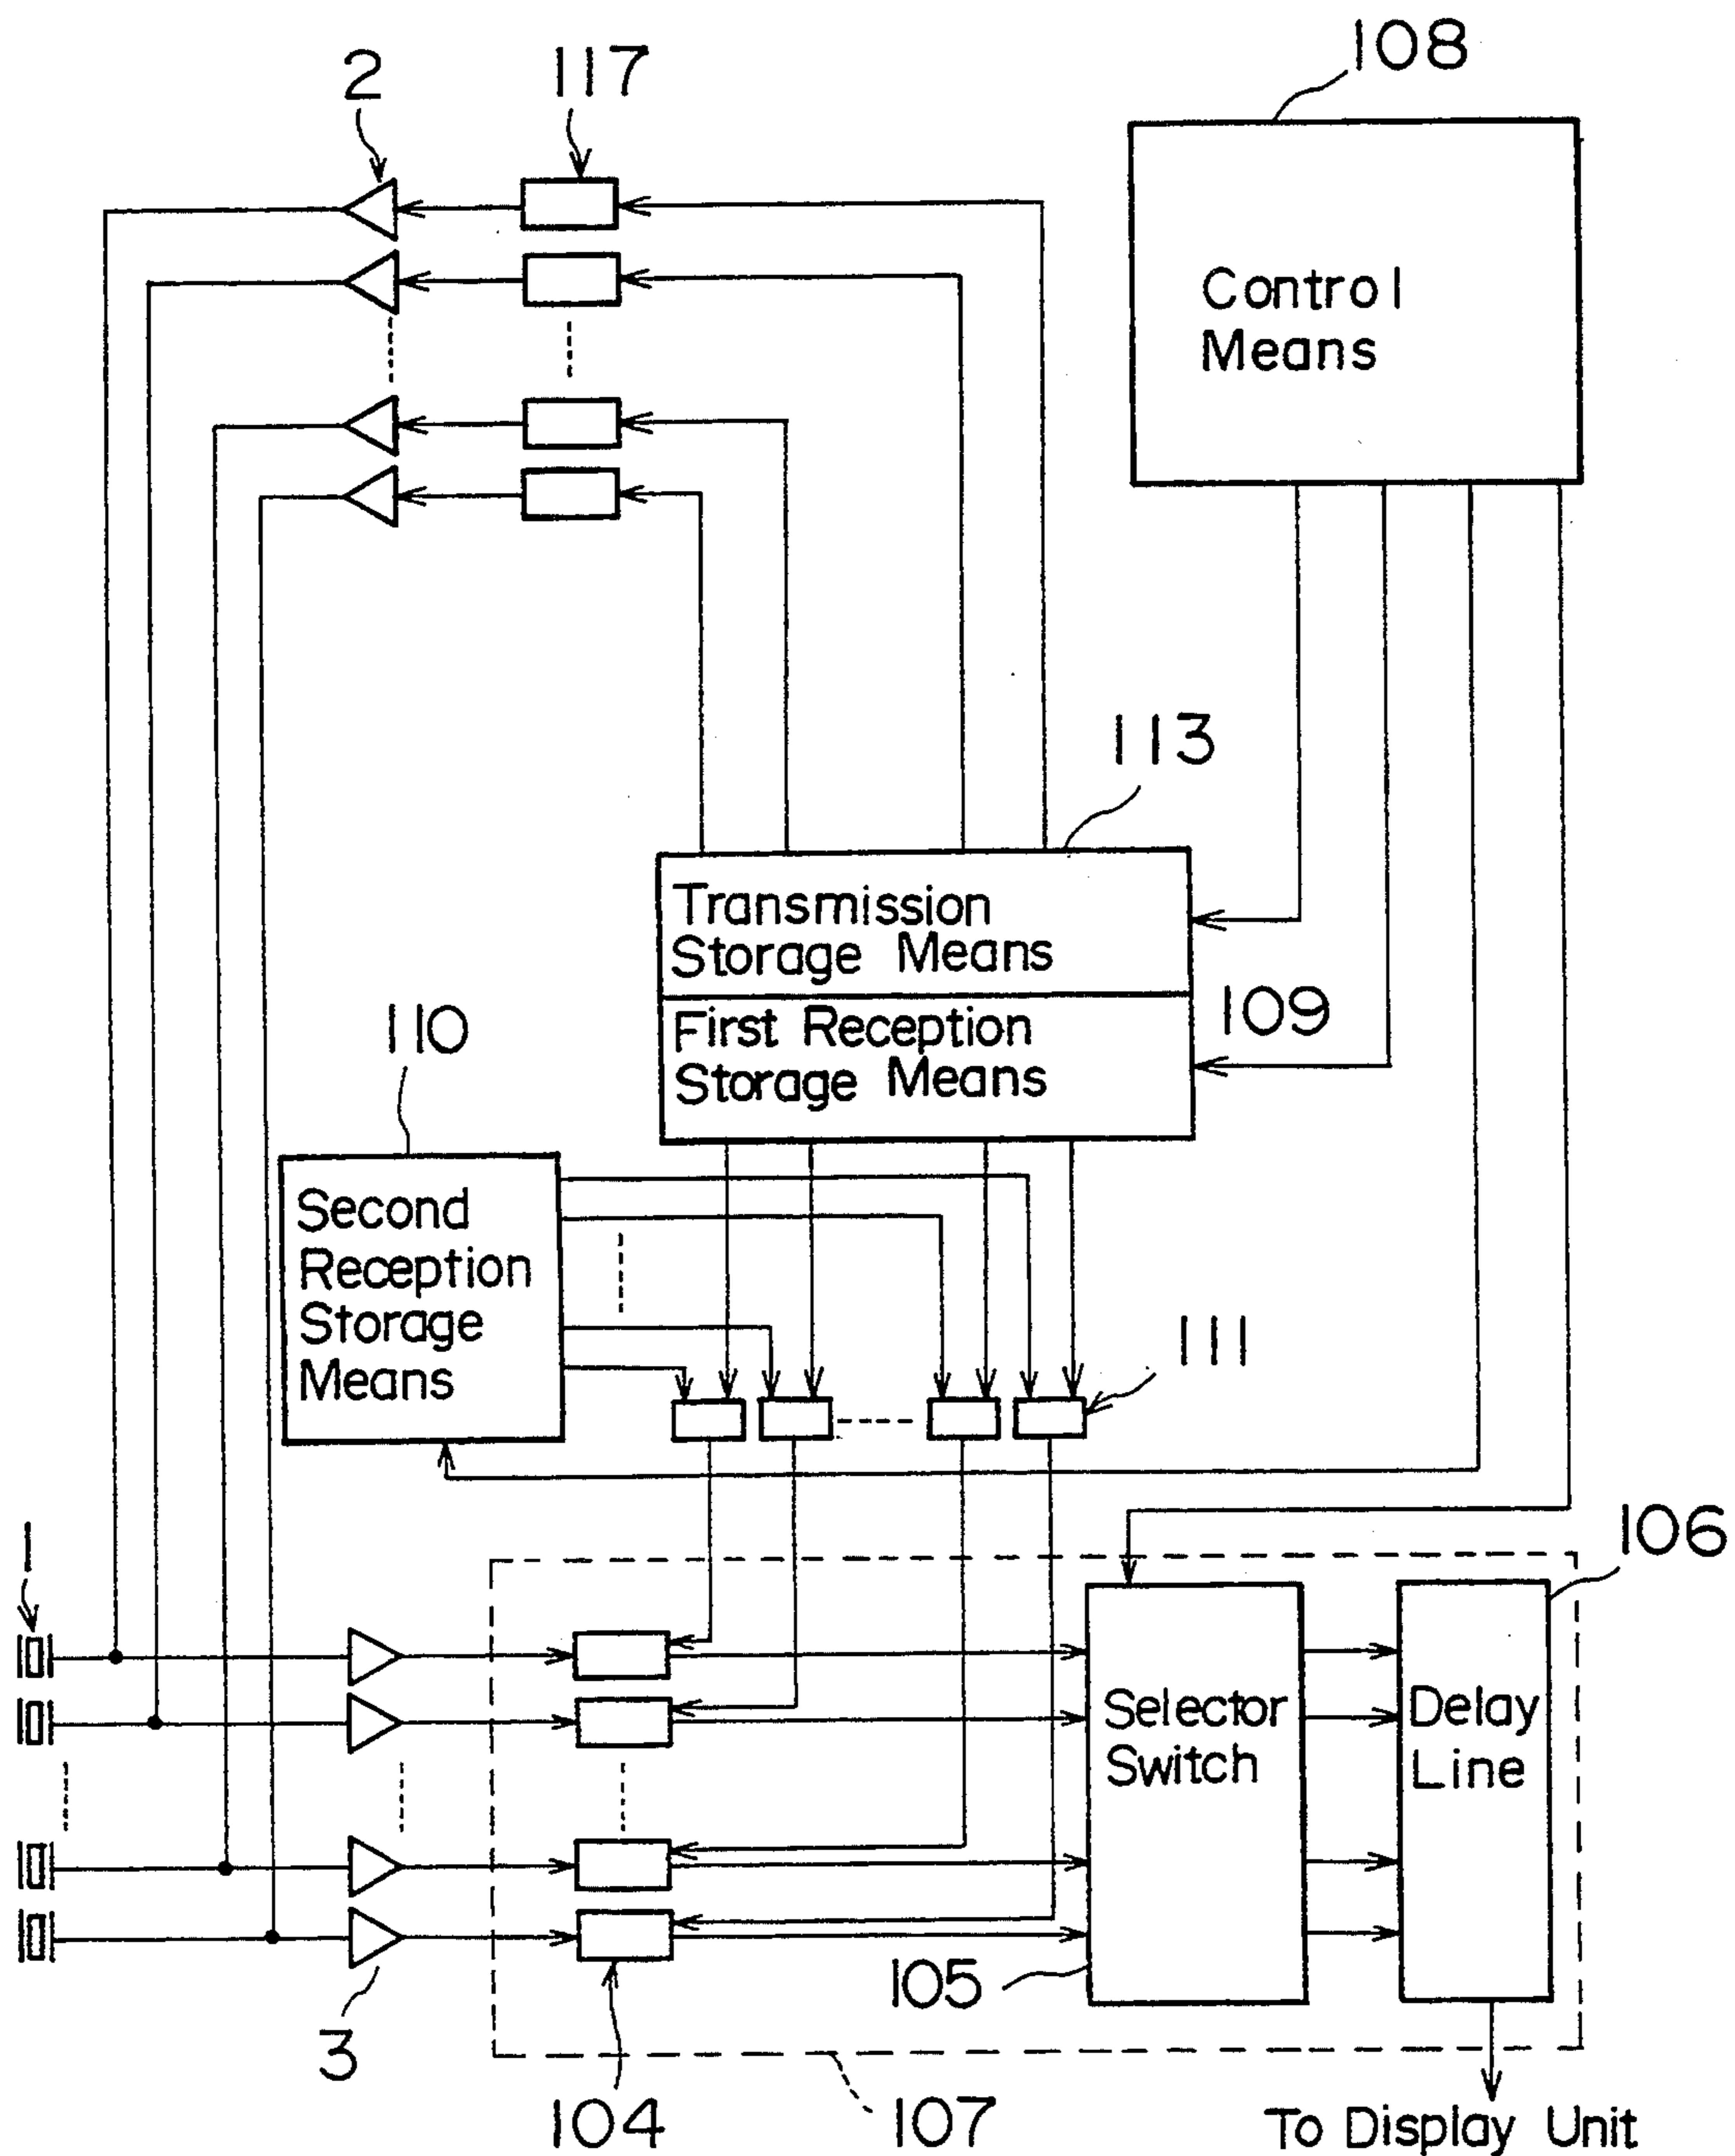 108
2
117
Control
Means
113
Transmission
Storage Means
109
First Reception
Storage Means
110
Second
Reception
Storage
Means
111
106
1
Selector
Switch
Delay
Line
105
3
104
107
To Display Unit